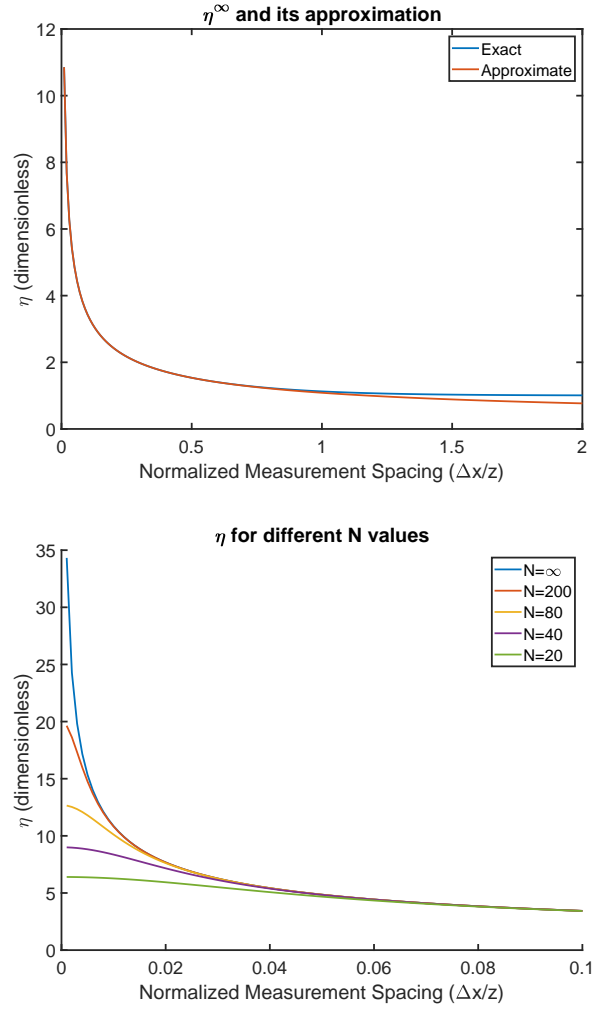 η∞ and its approximation
12
10
8
6
4
2
0
η (dimensionless)
Exact
Approximate
0
0.5
1
1.5
2
Normalized Measurement Spacing (Δx/z)
η for different N values
35
30
25
20
15
10
5
0
η (dimensionless)
N=∞
N=200
N=80
N=40
N=20
0
0.02
0.04
0.06
0.08
0.1
Normalized Measurement Spacing (Δx/z)